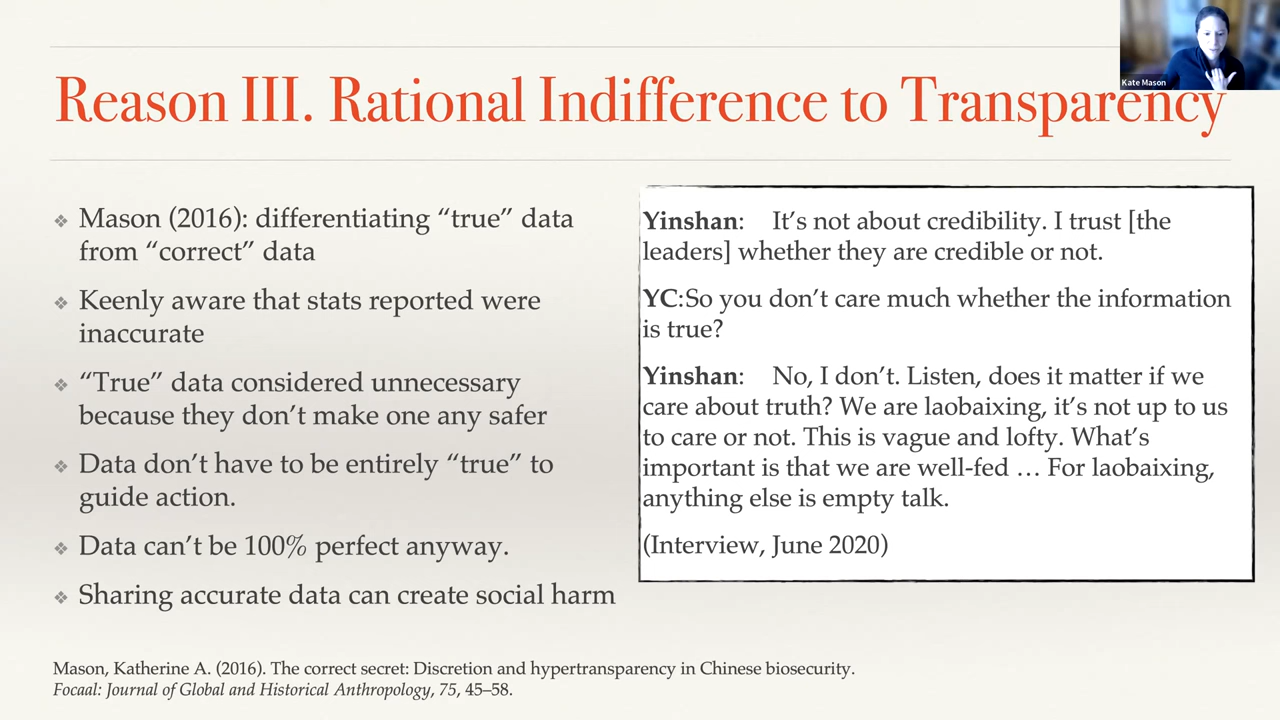 Kate Mason
Reason III. Rational Indifference to Transparency
❖ Mason (2016): differentiating “true” data
from “correct” data
❖ Keenly aware that stats reported were
inaccurate
❖ “True” data considered unnecessary
because they don’t make one any safer
❖ Data don’t have to be entirely “true” to
guide action.
❖ Data can’t be 100% perfect anyway.
❖ Sharing accurate data can create social harm
Yinshan: It’s not about credibility. I trust [the
leaders] whether they are credible or not.
YC:So you don’t care much whether the information
is true?
Yinshan: No, I don’t. Listen, does it matter if we
care about truth? We are laobaixing, it’s not up to us
to care or not. This is vague and lofty. What’s
important is that we are well-fed … For laobaixing,
anything else is empty talk.
(Interview, June 2020)
Mason, Katherine A. (2016). The correct secret: Discretion and hypertransparency in Chinese biosecurity.
Focaal: Journal of Global and Historical Anthropology, 75, 45–58.